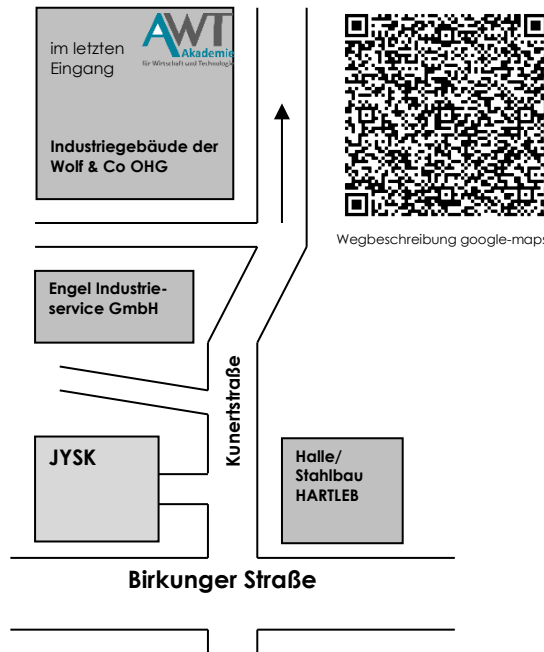 im letzten
Eingang
AWT
Akademie
für Wirtschaft und Technologie
Industriegebäude der
Wolf & Co OHG
Wegbeschreibung google-maps
Engel Industrie-
service GmbH
Kunertstraße
JYSK
Halle/
Stahlbau
HARTLEB
Birkunger Straße